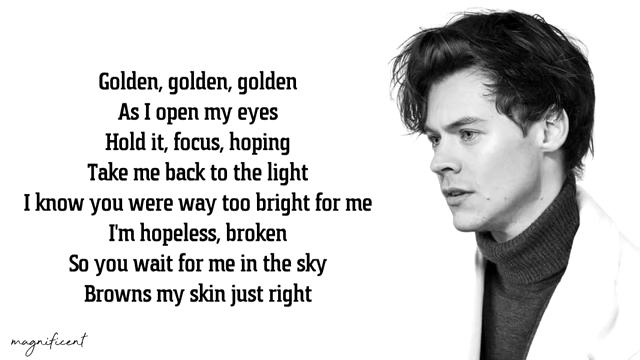 Golden, golden, golden
As I open my eyes
Hold it, focus, hoping
Take me back to the light
I know you were way too bright for me
I'm hopeless, broken
So you wait for me in the sky
Browns my skin just right
magnificent